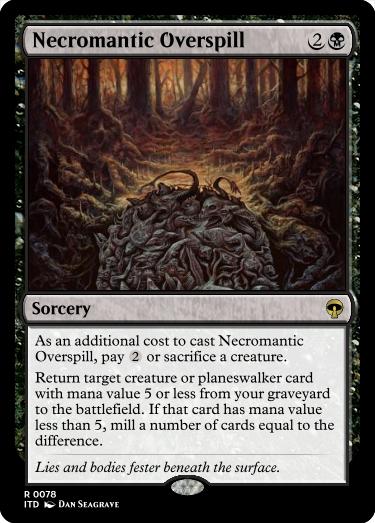 Necromantic Overspill 2
Sorcery
As an additional cost to cast Necromantic
Overspill, pay 2 or sacrifice a creature.
Return target creature or planeswalker card
with mana value 5 or less from your graveyard
to the battlefield. If that card has mana value
less than 5, mill a number of cards equal to the
difference.
Lies and bodies fester beneath the surface.
R 0078
ITD DAN SEAGRAVE